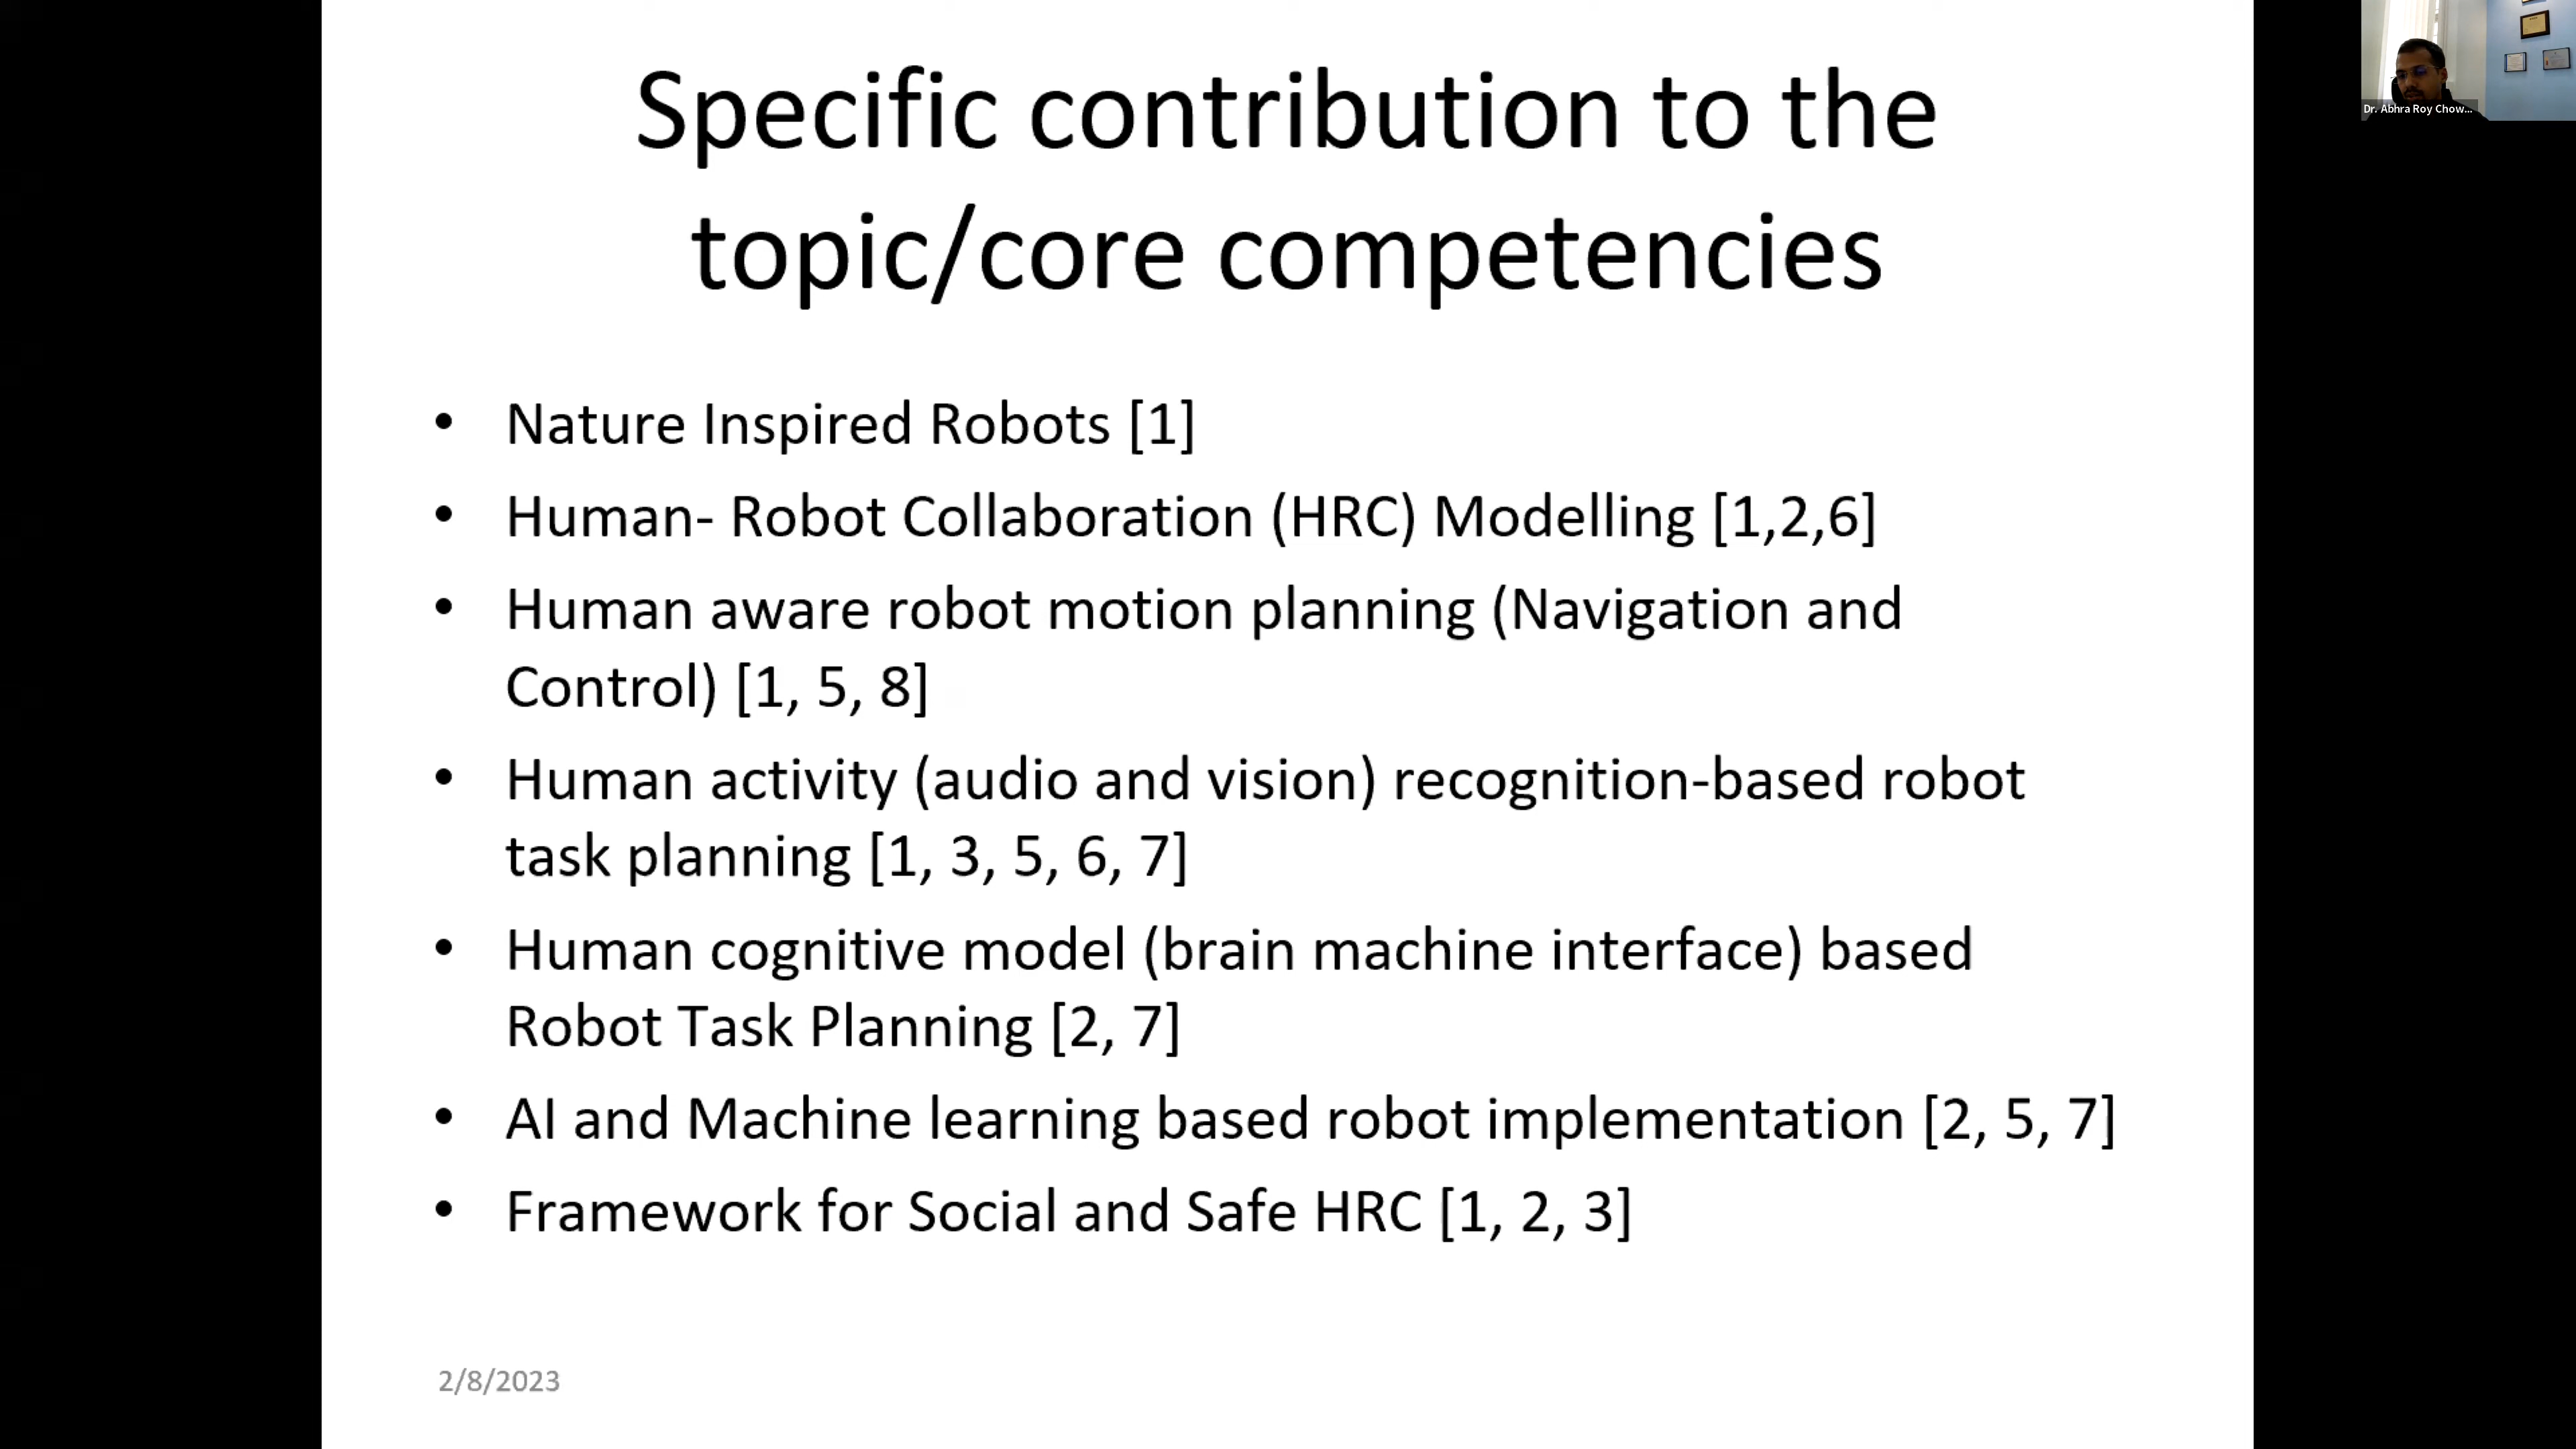 Specific contribution to the
topic/core competencies
• Nature Inspired Robots [1]
• Human- Robot Collaboration (HRC) Modelling [1,2,6]
• Human aware robot motion planning (Navigation and
Control) [1, 5, 8]
• Human activity (audio and vision) recognition-based robot
task planning [1, 3, 5, 6, 7]
• Human cognitive model (brain machine interface) based
Robot Task Planning [2, 7]
• AI and Machine learning based robot implementation [2, 5, 7]
• Framework for Social and Safe HRC [1, 2, 3]
2/8/2023
Dr. Abhra Roy Chow...